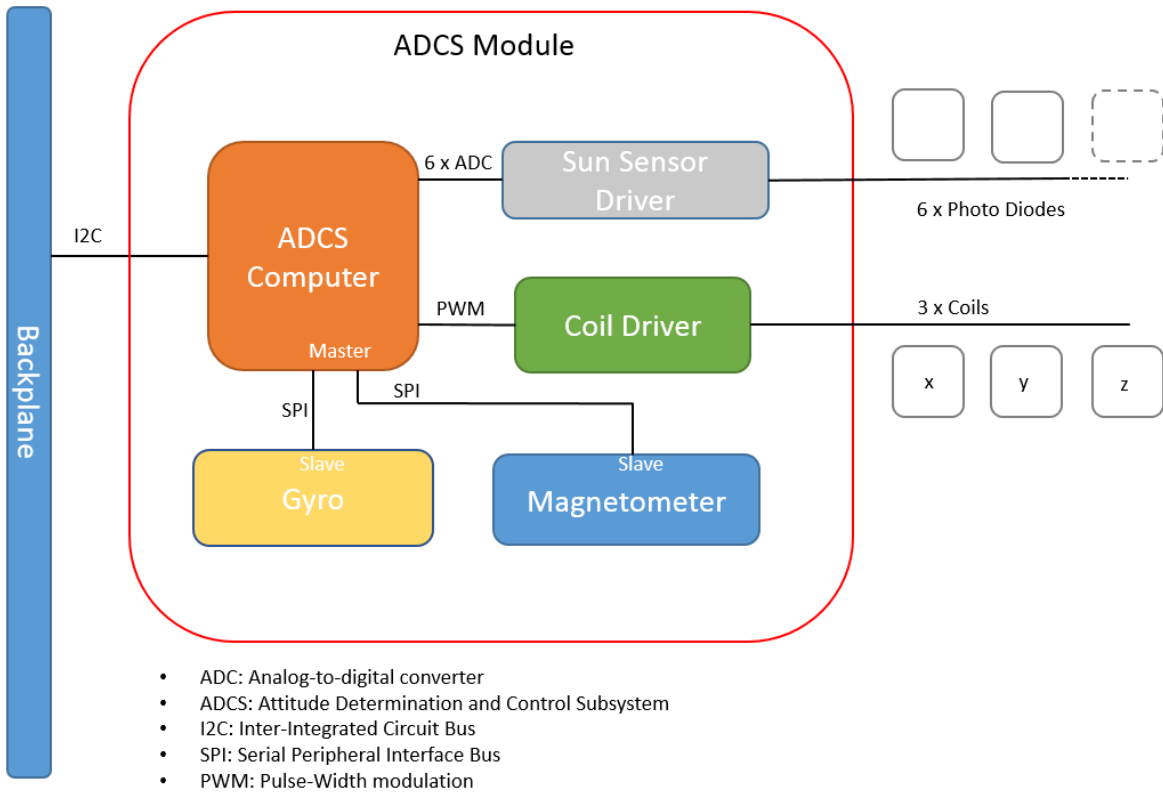 ADCS Module
6 x ADC
Sun Sensor
Driver
6 x Photo Diodes
I2C
ADCS
Computer
Master
PWM
Coil Driver
3 x Coils
x
y
z
SPI
SPI
Slave
Gyro
Slave
Magnetometer
Backplane
• ADC: Analog-to-digital converter
• ADCS: Attitude Determination and Control Subsystem
• I2C: Inter-Integrated Circuit Bus
• SPI: Serial Peripheral Interface Bus
• PWM: Pulse-Width modulation